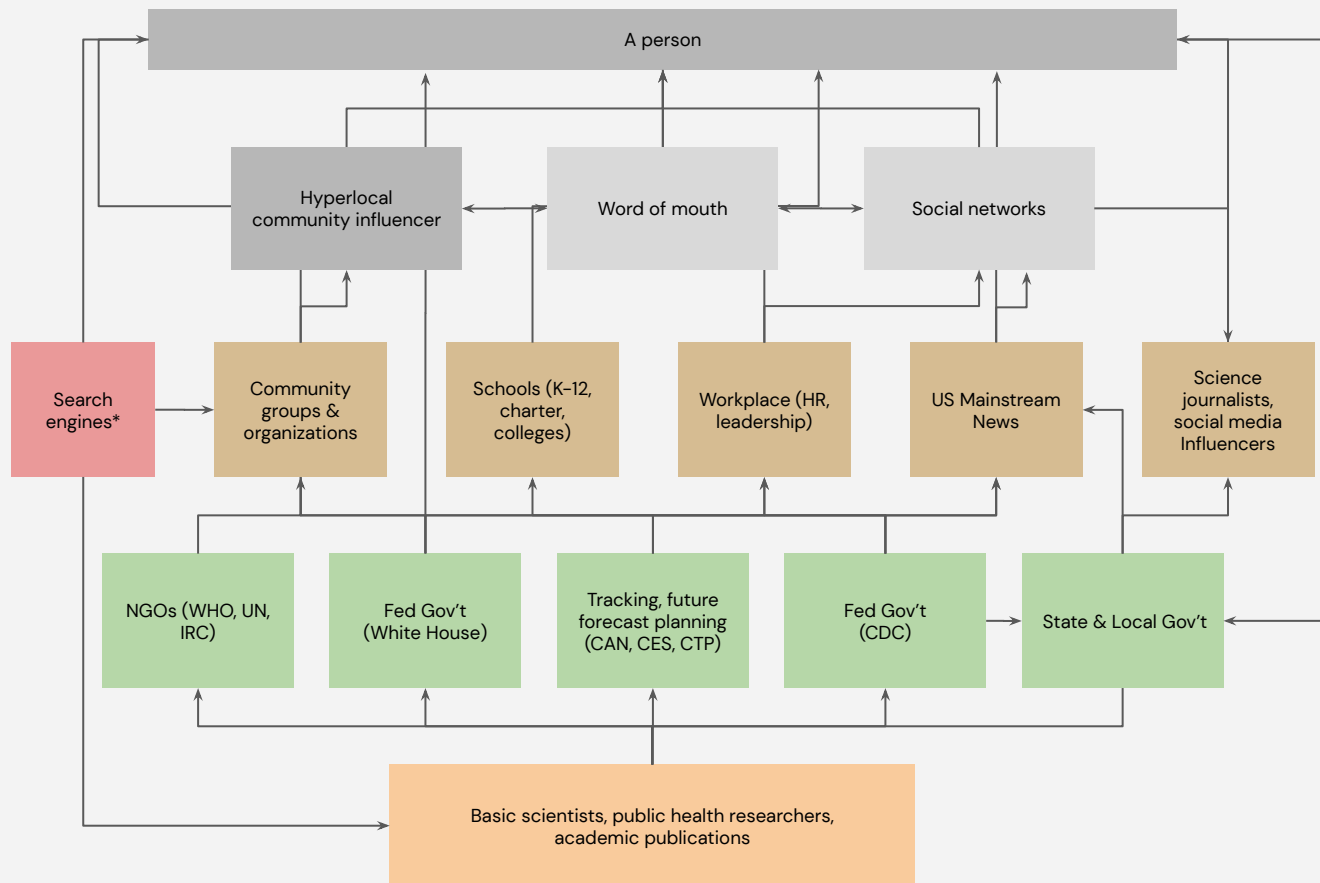 A person
Hyperlocal
community influencer
Word of mouth
Social networks
Search
engines*
Community
groups &
organizations
Schools (K-12,
charter,
colleges)
Workplace (HR,
leadership)
US Mainstream
News
Science
journalists,
social media
Influencers
NGOs (WHO, UN,
IRC)
Fed Gov’t
(White House)
Tracking, future
forecast planning
(CAN, CES, CTP)
Fed Gov’t
(CDC)
State & Local Gov’t
Basic scientists, public health researchers,
academic publications